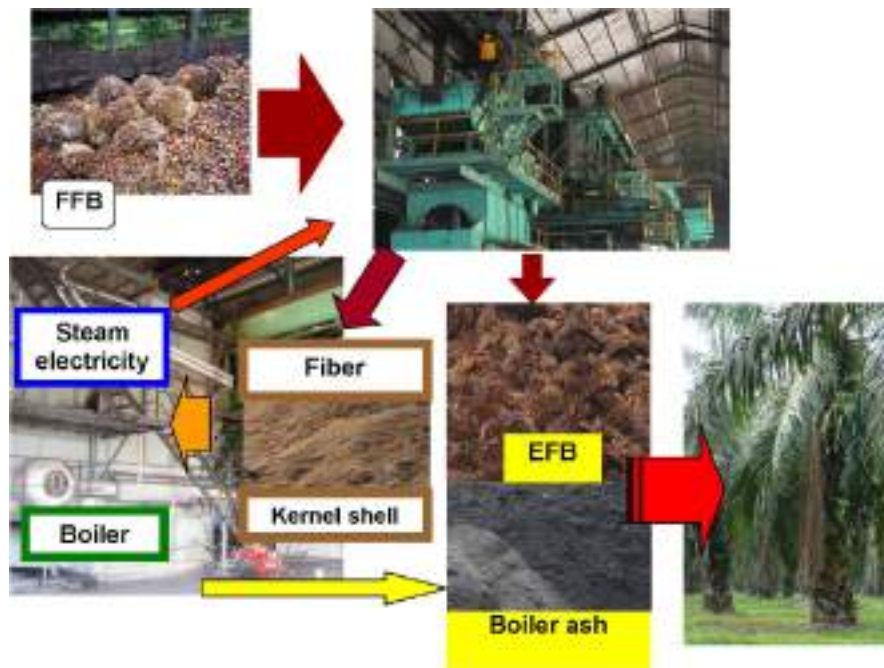 FFB
Steam
electricity
Fiber
EFB
Kernel shell
Boiler
Boiler ash